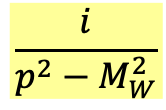 i
p² − M_W²